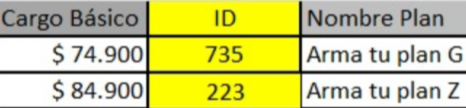 Cargo Básico ID Nombre Plan
$ 74.900 735 Arma tu plan G
$ 84.900 223 Arma tu plan Z